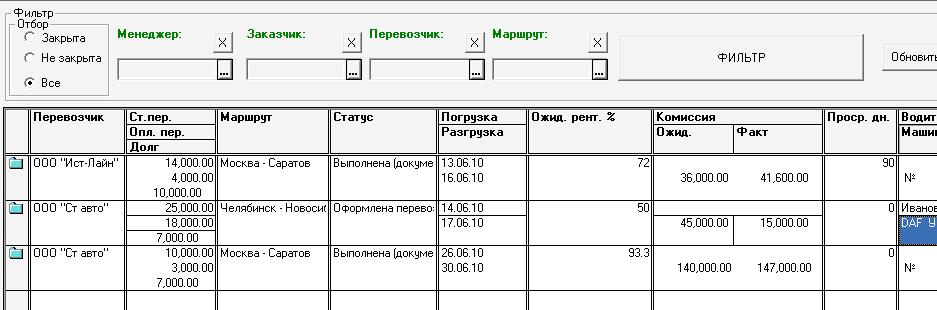 Фильтр
Отбор
Закрыта
Не закрыта
Все
Менеджер: X
Заказчик: X
Перевозчик: X
Маршрут: X
...
...
...
...
ФИЛЬТР
Обновить
Перевозчик Ст.пер. Маршрут Статус Погрузка Ожид. рент. % Комиссия Проср. дн. Водит
Опл. пер. Разгрузка Ожид. Факт Маши
Долг
ООО "Ист-Лайн" 14,000.00 Москва - Саратов Выполнена (докуме 13.06.10 72 90
4,000.00 16.06.10 36,000.00 41,600.00 №
10,000.00
ООО "Ст авто" 25,000.00 Челябинск - Новосиб Оформлена перево: 14.06.10 50 0 Иванов
18,000.00 17.06.10 45,000.00 15,000.00 DAF У
7,000.00
ООО "Ст авто" 10,000.00 Москва - Саратов Выполнена (докуме 26.06.10 93.3 0
3,000.00 30.06.10 140,000.00 147,000.00 №
7,000.00